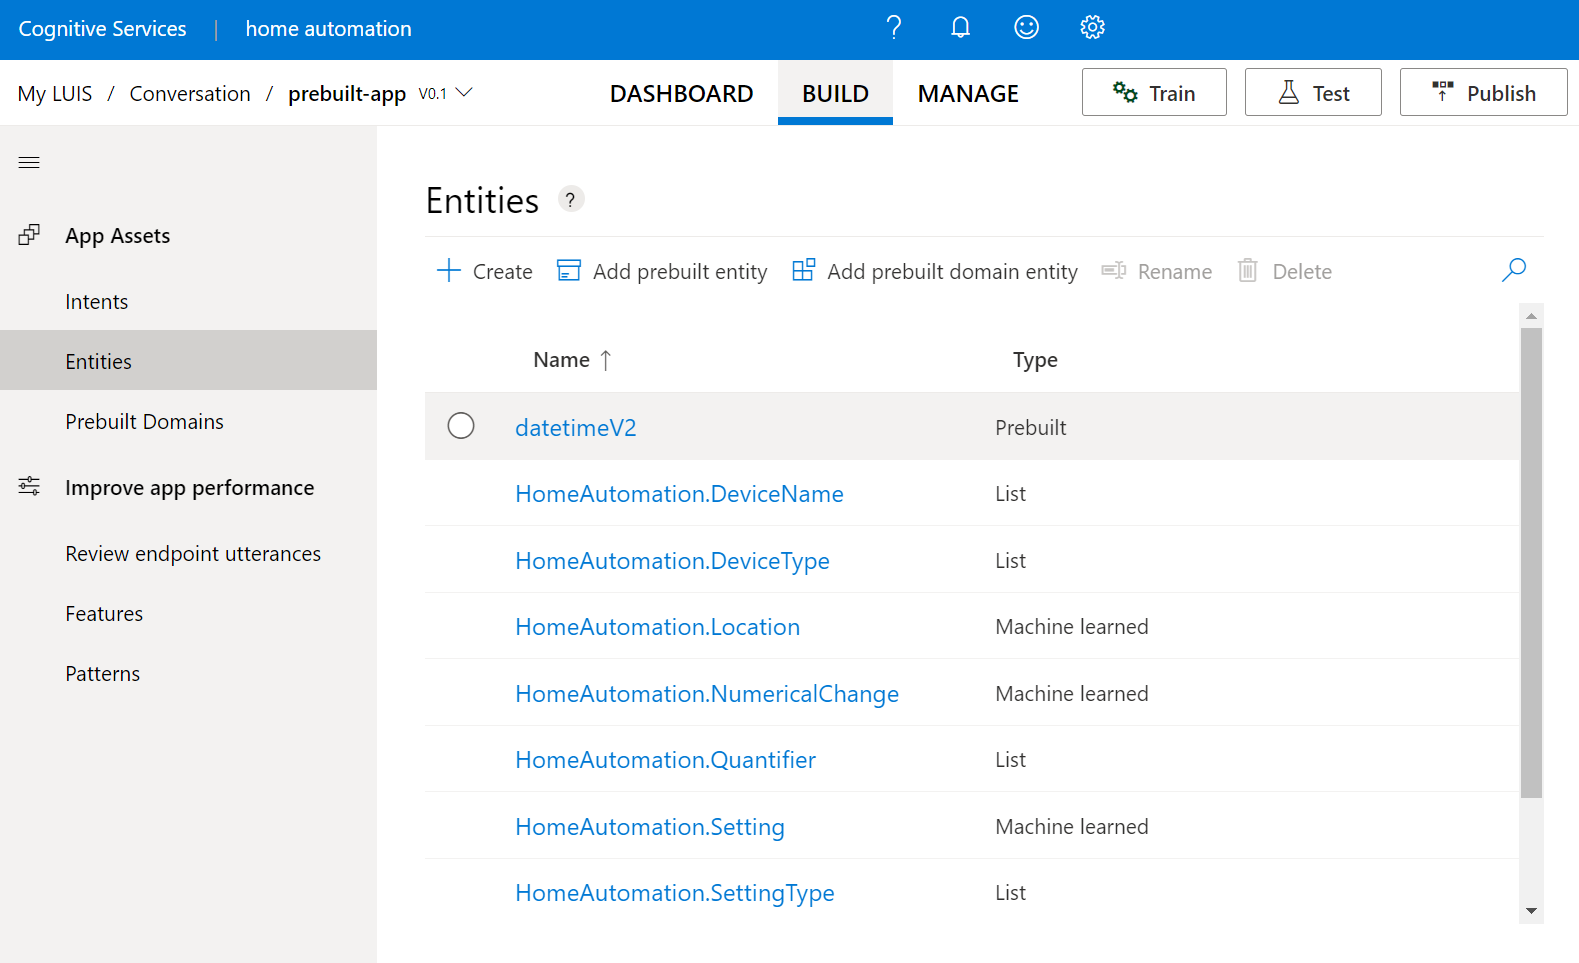 Cognitive Services | home automation ?
My LUIS / Conversation / prebuilt-app V0.1 DASHBOARD BUILD MANAGE Train Test Publish
App Assets
Intents
Entities
Prebuilt Domains
Improve app performance
Review endpoint utterances
Features
Patterns
Entities ?
Create Add prebuilt entity Add prebuilt domain entity Rename Delete
Name ↑ Type
datetimeV2 Prebuilt
HomeAutomation.DeviceName List
HomeAutomation.DeviceType List
HomeAutomation.Location Machine learned
HomeAutomation.NumericalChange Machine learned
HomeAutomation.Quantifier List
HomeAutomation.Setting Machine learned
HomeAutomation.SettingType List